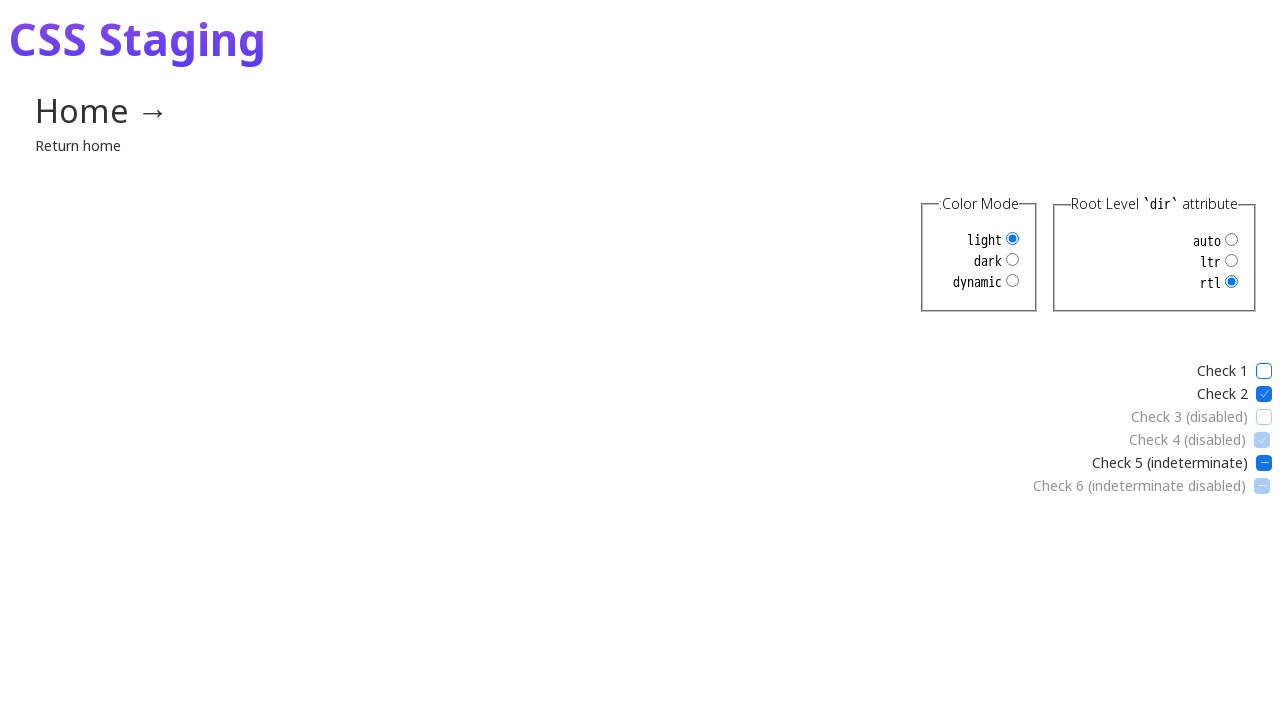 CSS Staging
Home →
Return home
Root Level `dir` attribute
auto
ltr
rtl
:Color Mode
light
dark
dynamic
Check 1
Check 2
Check 3 (disabled)
Check 4 (disabled)
Check 5 (indeterminate)
Check 6 (indeterminate disabled)